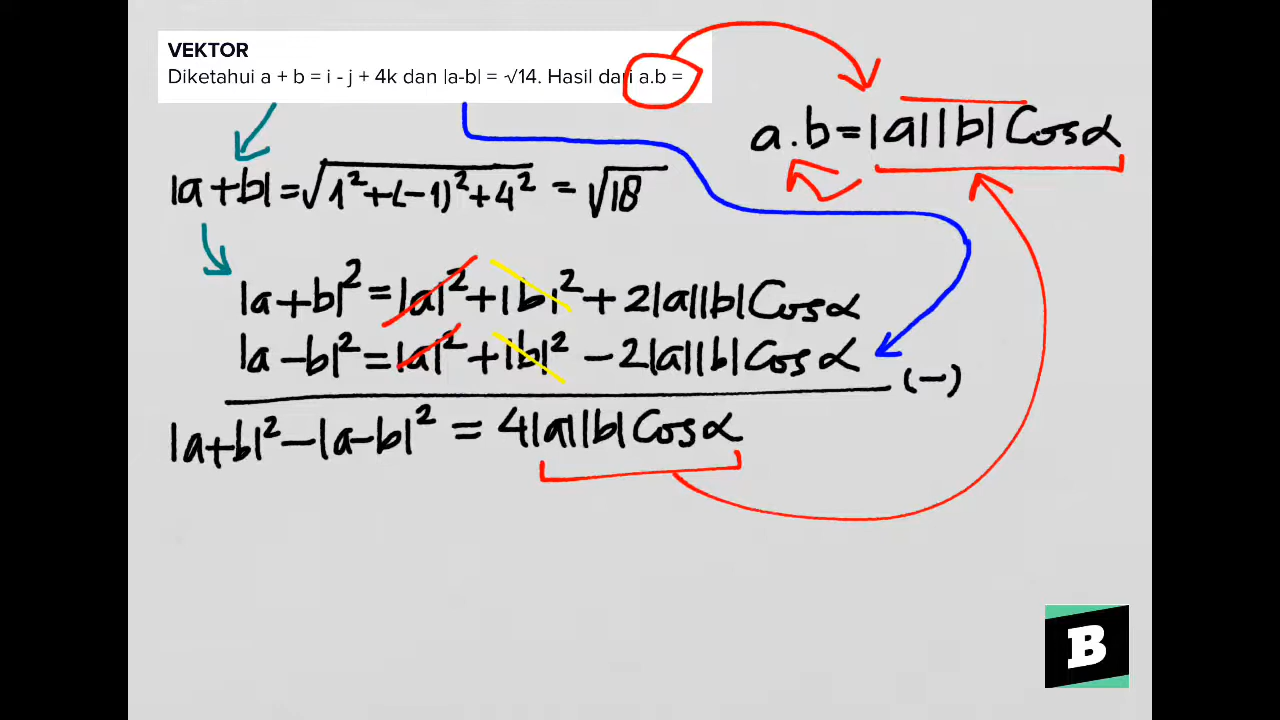 VEKTOR
Diketahui a + b = i - j + 4k dan |a-b| = √14. Hasil dari a.b =
a.b=|a||b| Cosα
|a+b|=√1²+(-1)²+4² = √18
|a+b|²=|a|²+|b|²+2|a||b|Cosα
|a-b|²=|a|²+|b|²-2|a||b|Cosα
(-)
|a+b|²-|a-b|² = 4|a||b|Cosα
B